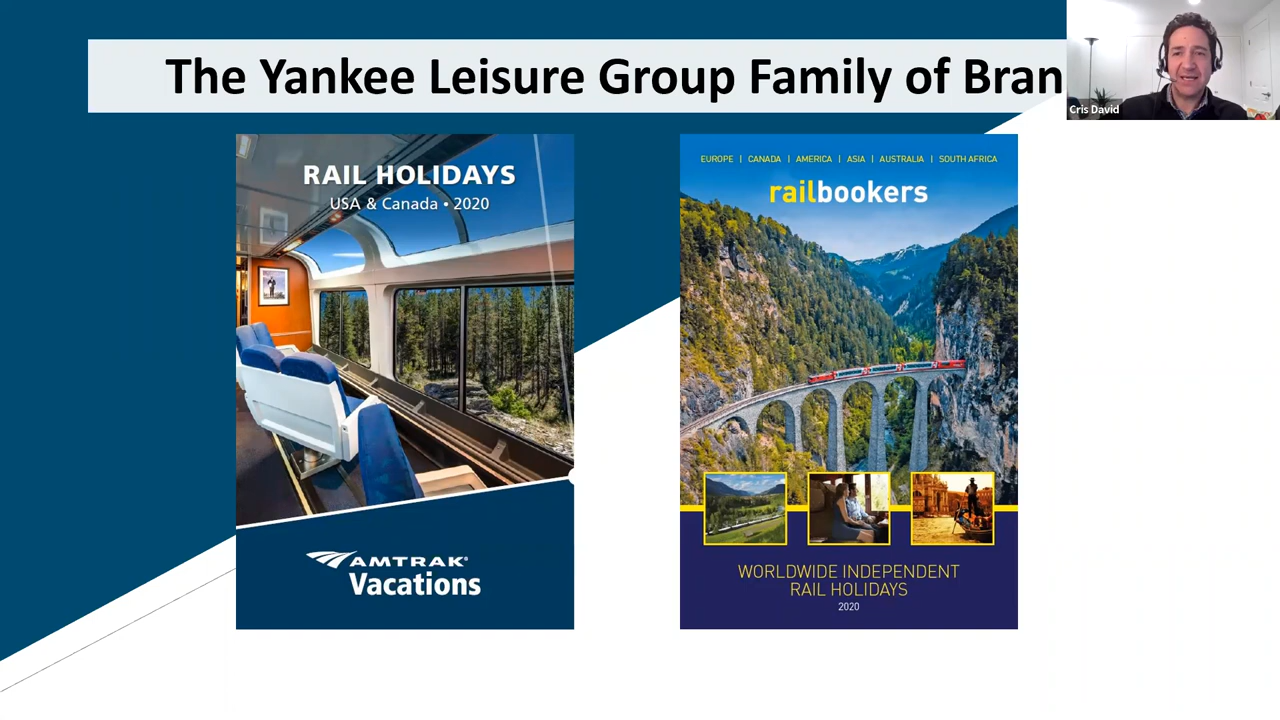 The Yankee Leisure Group Family of Bran
Cris David
RAIL HOLIDAYS
USA & Canada • 2020
AMTRAK®
Vacations
EUROPE | CANADA | AMERICA | ASIA | AUSTRALIA | SOUTH AFRICA
railbookers
WORLDWIDE INDEPENDENT
RAIL HOLIDAYS
2020